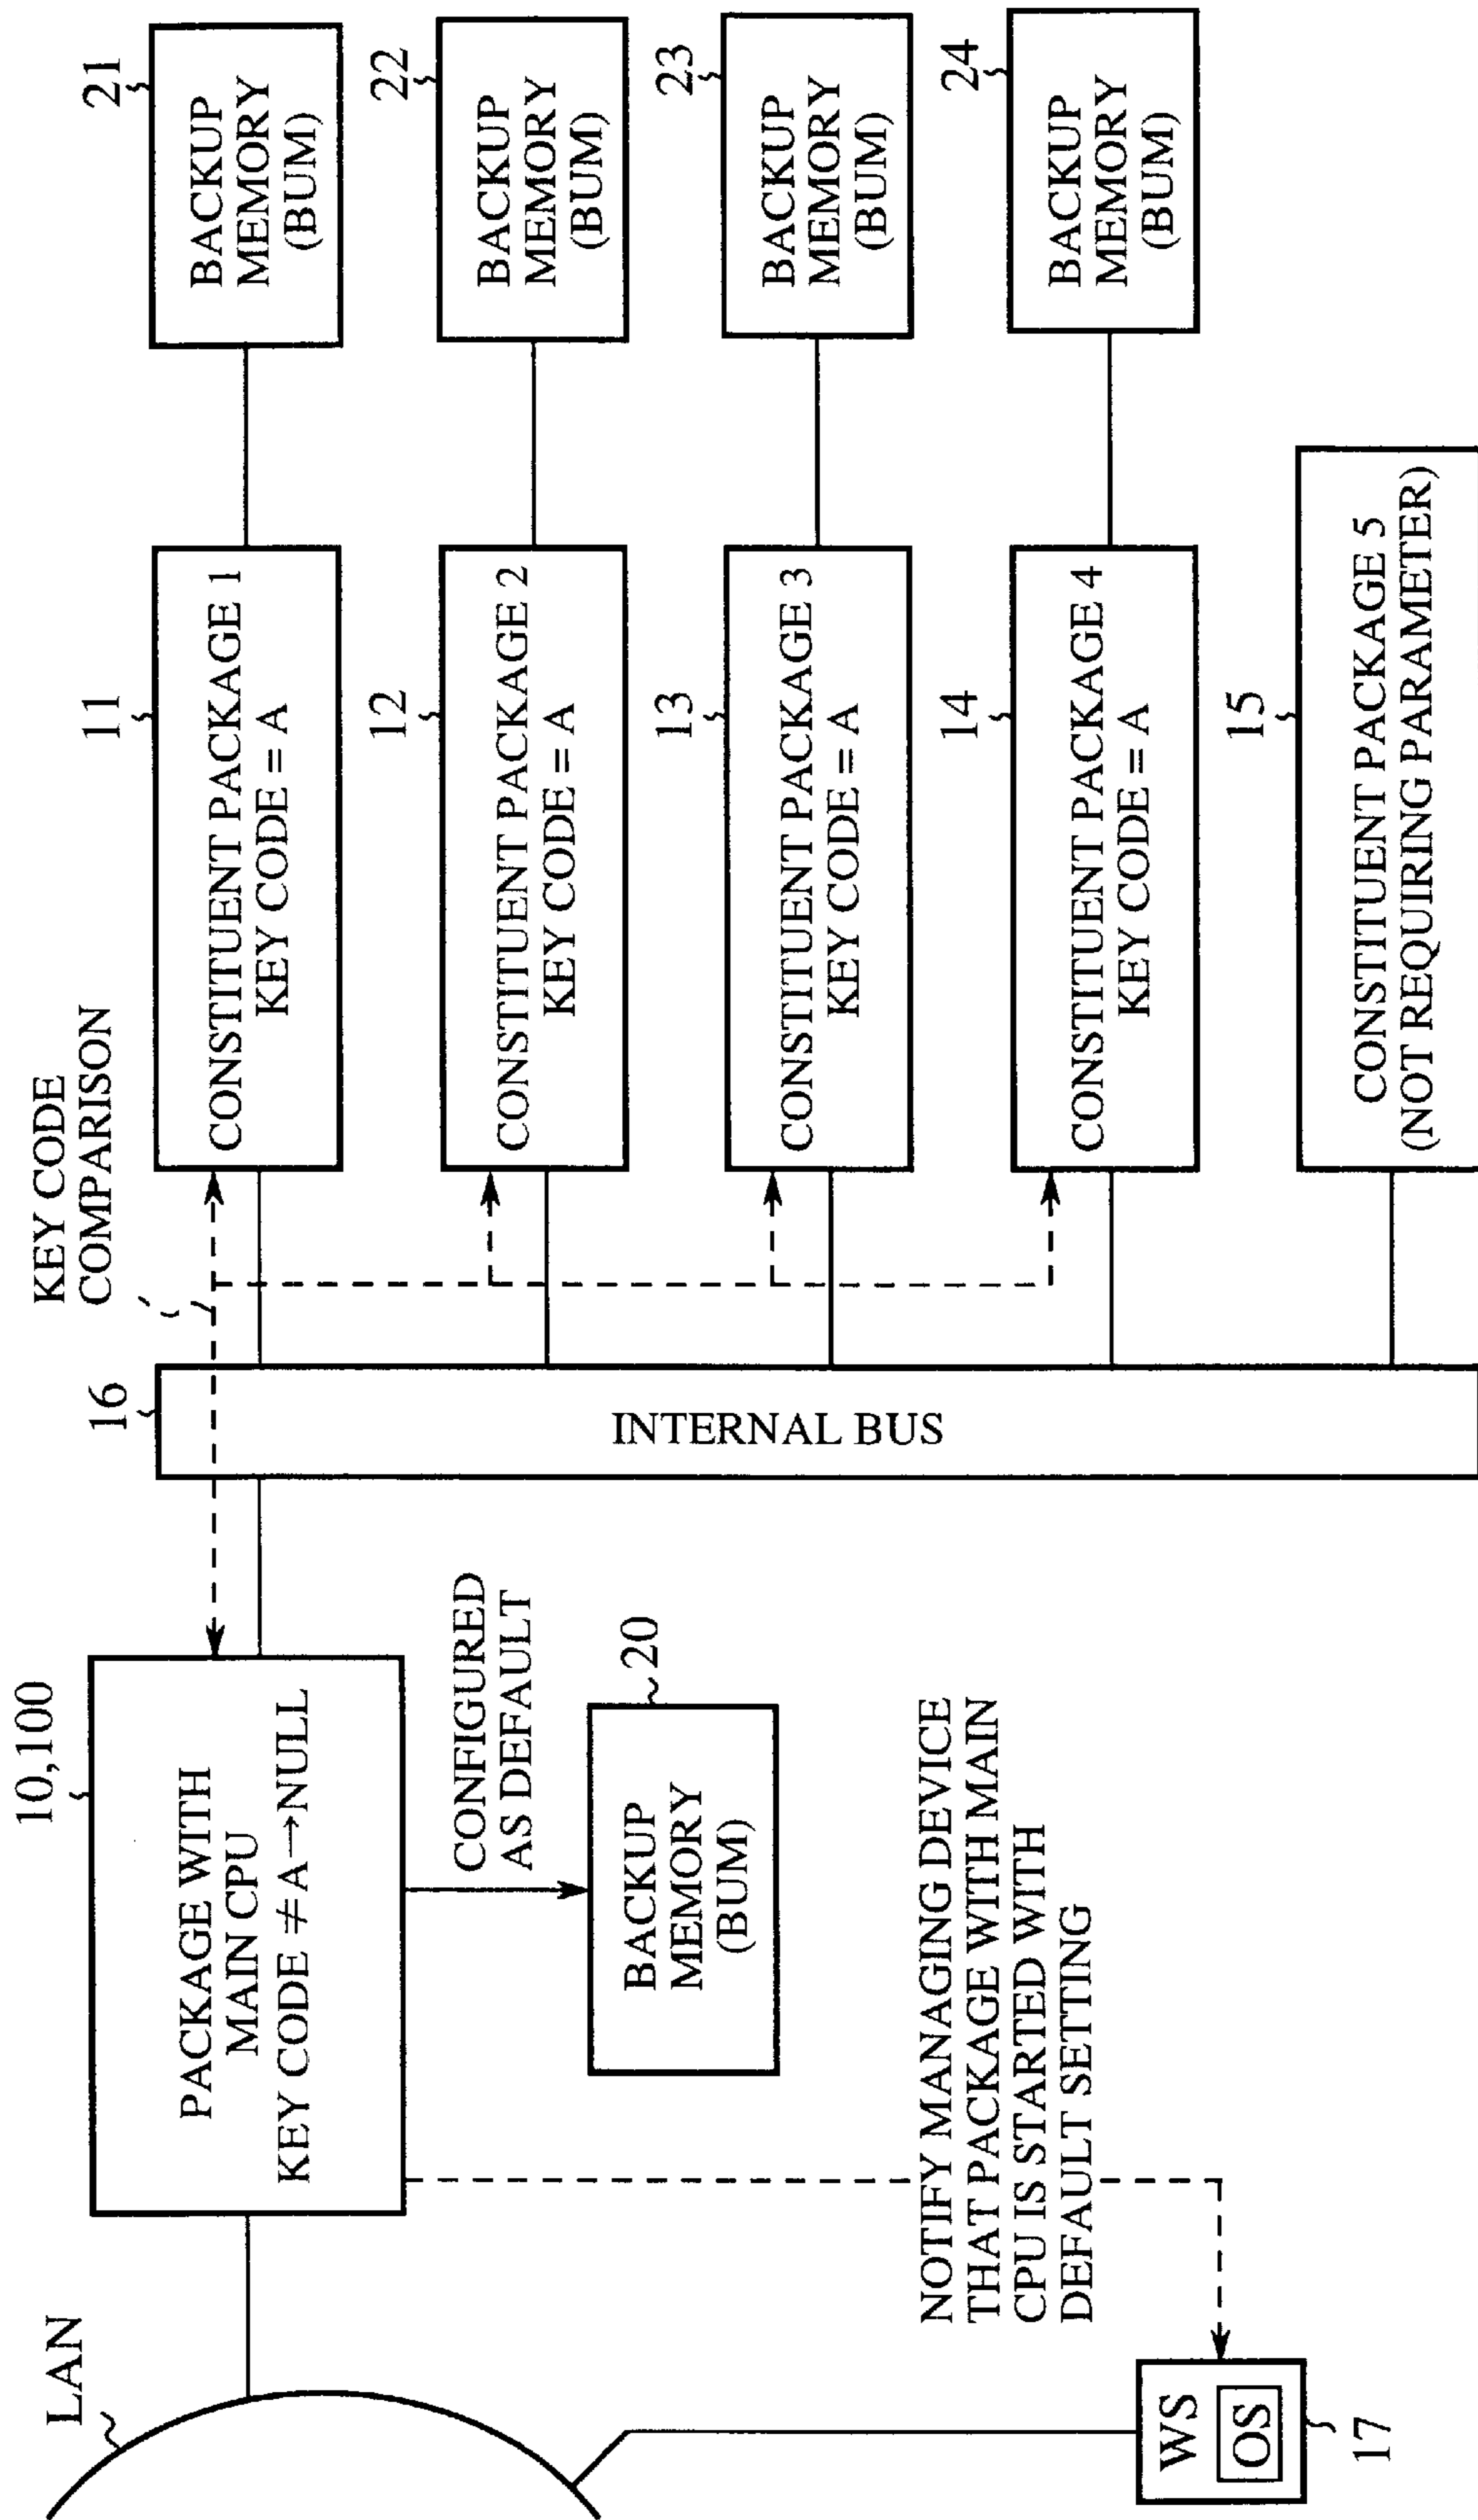 LAN
10,100
PACKAGE WITH
MAIN CPU
KEY CODE ≠ A → NULL
CONFIGURED
AS DEFAULT
20
BACKUP
MEMORY
(BUM)
NOTIFY MANAGING DEVICE
THAT PACKAGE WITH MAIN
CPU IS STARTED WITH
DEFAULT SETTING
WS
OS
17
16
INTERNAL BUS
KEY CODE
COMPARISON
11
CONSTITUENT PACKAGE 1
KEY CODE = A
21
BACKUP
MEMORY
(BUM)
12
CONSTITUENT PACKAGE 2
KEY CODE = A
22
BACKUP
MEMORY
(BUM)
13
CONSTITUENT PACKAGE 3
KEY CODE = A
23
BACKUP
MEMORY
(BUM)
14
CONSTITUENT PACKAGE 4
KEY CODE = A
24
BACKUP
MEMORY
(BUM)
15
CONSTITUENT PACKAGE 5
(NOT REQUIRING PARAMETER)